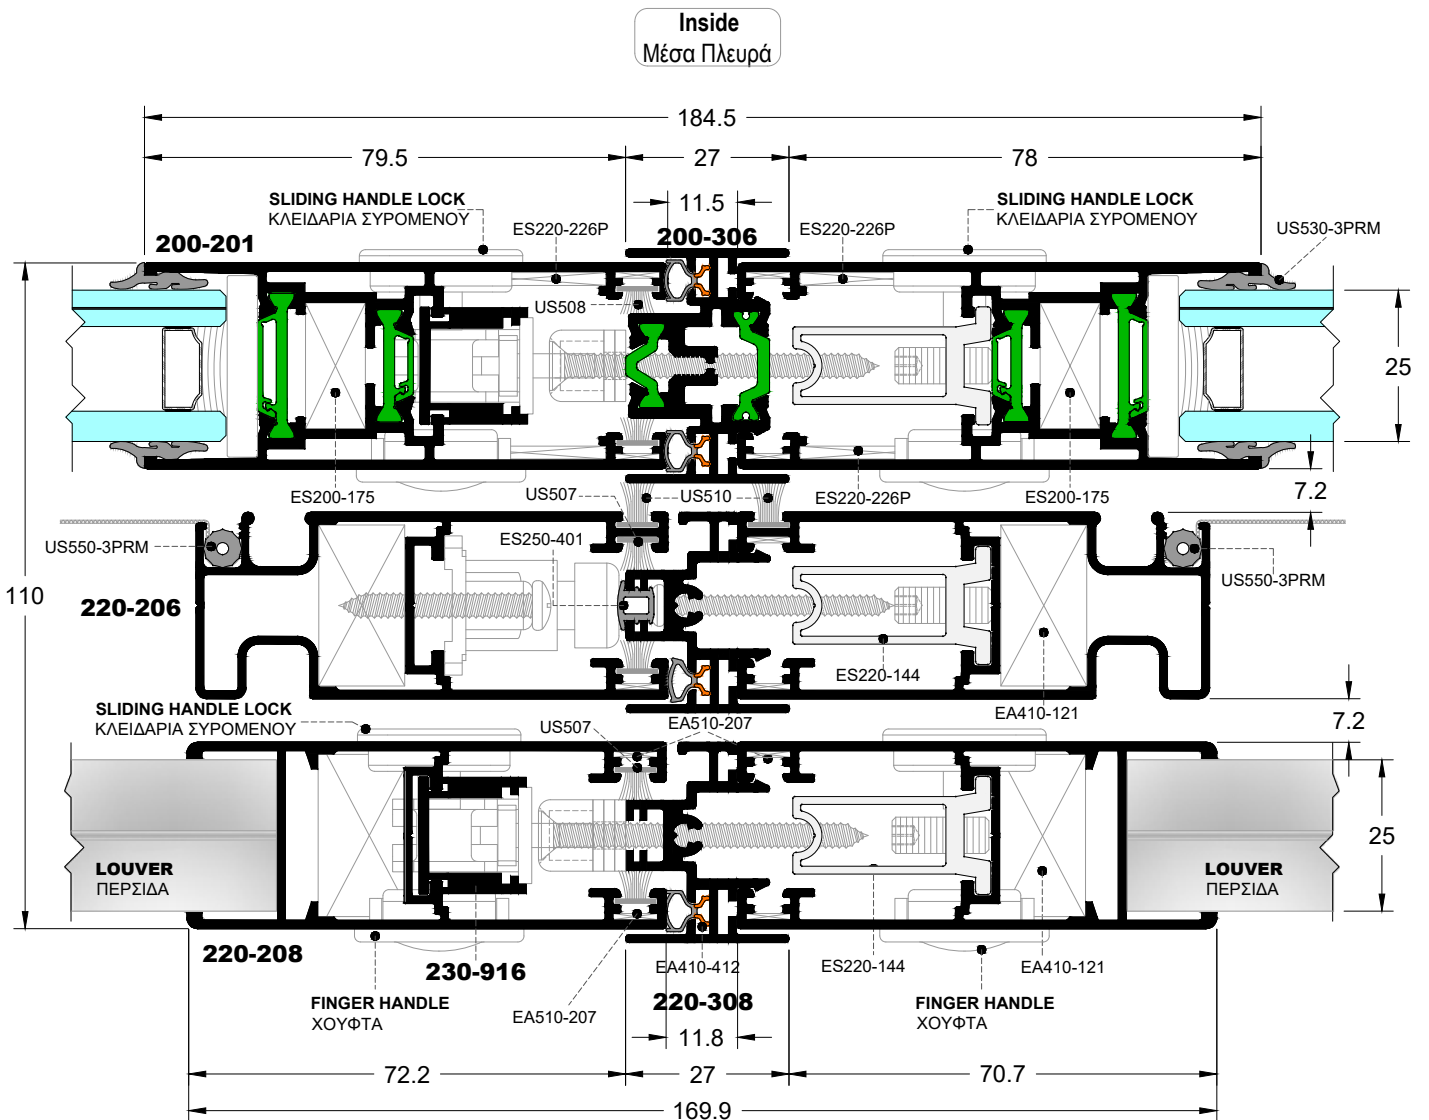 Inside
Μέσα Πλευρά
184.5
79.5
27
78
11.5
SLIDING HANDLE LOCK
ΚΛΕΙΔΑΡΙΑ ΣΥΡΟΜΕΝΟΥ
SLIDING HANDLE LOCK
ΚΛΕΙΔΑΡΙΑ ΣΥΡΟΜΕΝΟΥ
200-201
ES220-226P
200-306
ES220-226P
US530-3PRM
US508
25
ES200-175
US507
US510
ES220-226P
ES200-175
7.2
US550-3PRM
ES250-401
US550-3PRM
110
220-206
ES220-144
SLIDING HANDLE LOCK
ΚΛΕΙΔΑΡΙΑ ΣΥΡΟΜΕΝΟΥ
US507
EA510-207
EA410-121
7.2
25
LOUVER
ΠΕΡΣΙΔΑ
LOUVER
ΠΕΡΣΙΔΑ
220-208
230-916
EA410-412
ES220-144
EA410-121
FINGER HANDLE
ΧΟΥΦΤΑ
EA510-207
220-308
FINGER HANDLE
ΧΟΥΦΤΑ
11.8
72.2
27
70.7
169.9